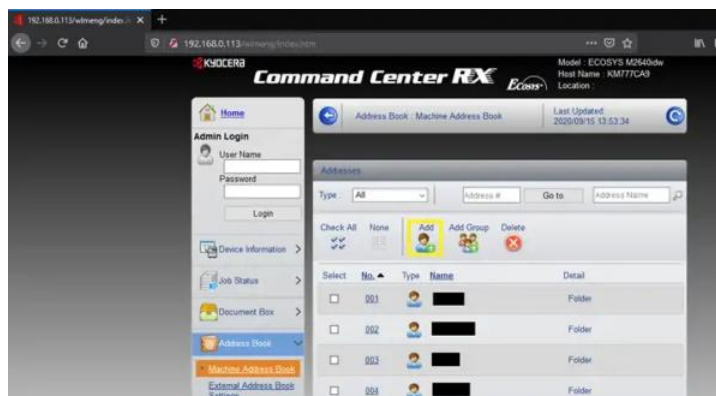 192.168.0.113/wlmeng/index.h
192.168.0.113/wlmeng/index.htm
KYOCERA
Command Center RX
Ecosys
Model : ECOSYS M2640idw
Host Name : KM777CA9
Location :
Home
Admin Login
User Name
Password
Login
Device Information
Job Status
Document Box
Address Book
Machine Address Book
External Address Book
Settings
Address Book : Machine Address Book
Last Updated:
2020/09/15 13:53:34
Addresses
Type : All
Address #
Go to
Address Name
Check All
None
Add
Add Group
Delete
Select
No.
Type
Name
Detail
001
Folder
002
Folder
003
Folder
004
Folder